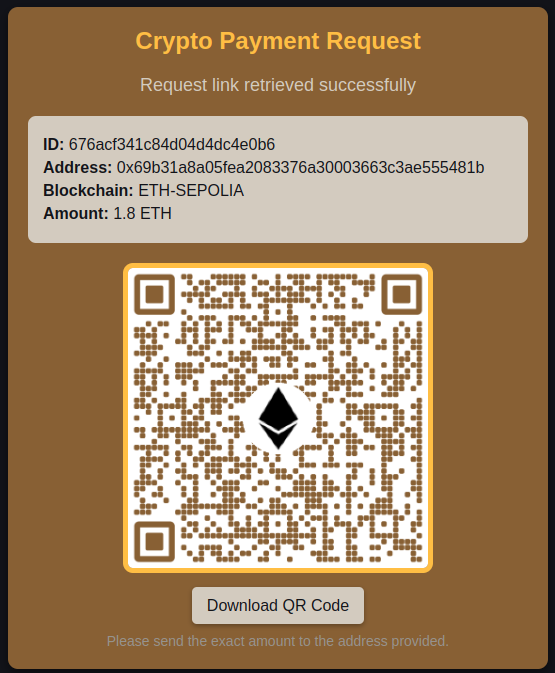 Crypto Payment Request
Request link retrieved successfully
ID: 676acf341c84d04d4dc4e0b6
Address: 0x69b31a8a05fea2083376a30003663c3ae555481b
Blockchain: ETH-SEPOLIA
Amount: 1.8 ETH
Download QR Code
Please send the exact amount to the address provided.